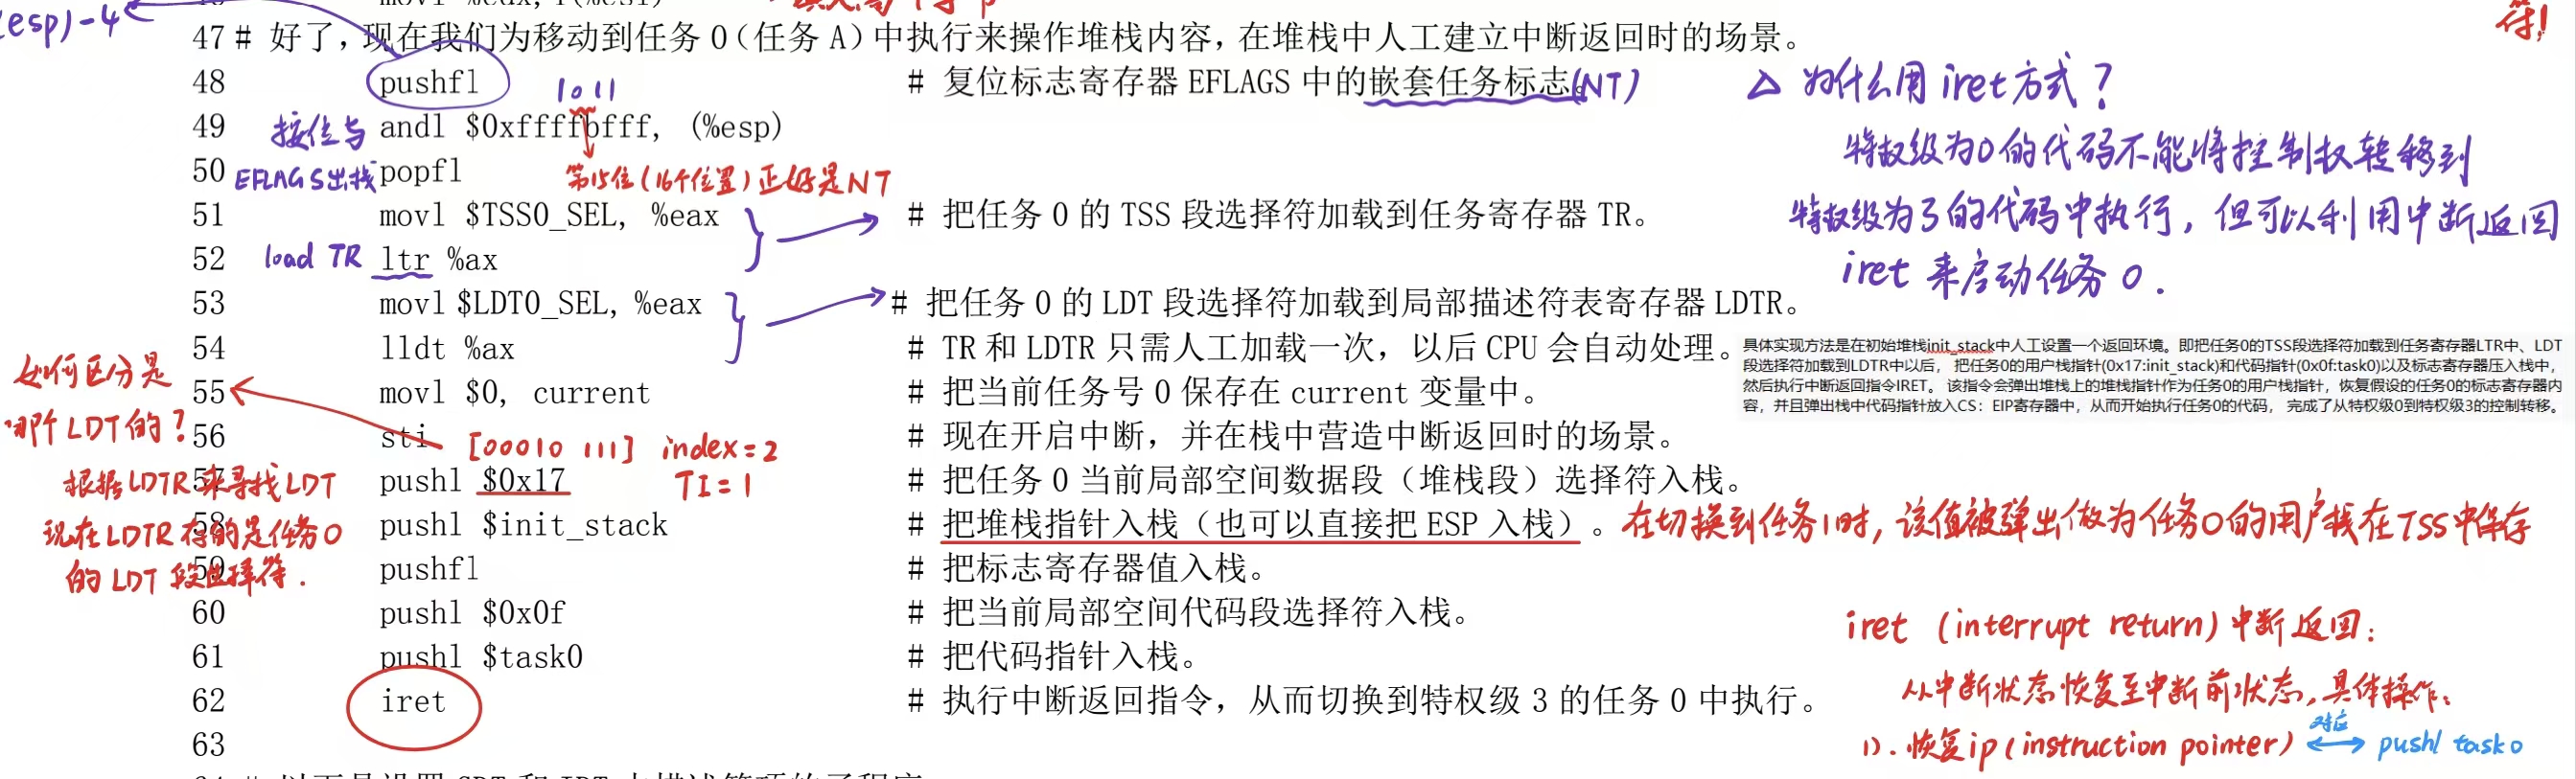 (esp)-4
47 # 好了，现在我们为移动到任务 0（任务 A）中执行来操作堆栈内容，在堆栈中人工建立中断返回时的场景。
符！
48 pushfl # 复位标志寄存器 EFLAGS 中的嵌套任务标志 (NT)
1011
49 按位与 andl $0xffffbfff, (%esp)
50 EFLAGS出栈 popfl
第15位(16个位置)正好是NT
51 movl $TSS0_SEL, %eax # 把任务 0 的 TSS 段选择符加载到任务寄存器 TR。
52 load TR ltr %ax
53 movl $LDT0_SEL, %eax # 把任务 0 的 LDT 段选择符加载到局部描述符表寄存器 LDTR。
54 lldt %ax # TR 和 LDTR 只需人工加载一次，以后 CPU 会自动处理。
55 movl $0, current # 把当前任务号 0 保存在 current 变量中。
56 sti # 现在开启中断，并在栈中营造中断返回时的场景。
[00010 111] index=2
TI=1
57 pushl $0x17 # 把任务 0 当前局部空间数据段（堆栈段）选择符入栈。
58 pushl $init_stack # 把堆栈指针入栈（也可以直接把 ESP 入栈）。在切换到任务1时，该值被弹出做为任务0的用户栈在TSS中保存
59 pushfl # 把标志寄存器值入栈。
60 pushl $0x0f # 把当前局部空间代码段选择符入栈。
61 pushl $task0 # 把代码指针入栈。
62 iret # 执行中断返回指令，从而切换到特权级 3 的任务 0 中执行。
63
如何区分是
哪个LDT的？
根据LDTR来寻找LDT
现在LDTR存的是任务0
的LDT段选择符.
△ 为什么用iret方式？
特权级为0的代码不能将控制权转移到
特权级为3的代码中执行，但可以利用中断返回
iret 来启动任务0.
具体实现方法是在初始堆栈init_stack中人工设置一个返回环境。即把任务0的TSS段选择符加载到任务寄存器LTR中、LDT
段选择符加载到LDTR中以后， 把任务0的用户栈指针(0x17:init_stack)和代码指针(0x0f:task0)以及标志寄存器压入栈中，
然后执行中断返回指令IRET。 该指令会弹出堆栈上的堆栈指针作为任务0的用户栈指针，恢复假设的任务0的标志寄存器内
容，并且弹出栈中代码指针放入CS：EIP寄存器中，从而开始执行任务0的代码， 完成了从特权级0到特权级3的控制转移。
iret (interrupt return) 中断返回：
从中断状态恢复至中断前状态，具体操作：
1). 恢复ip(instruction pointer) 对应 pushl task0